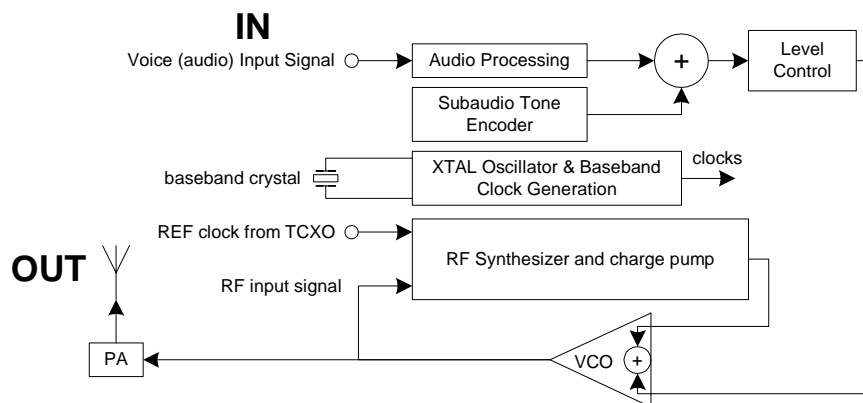 IN
Voice (audio) Input Signal
Audio Processing
+
Level
Control
Subaudio Tone
Encoder
baseband crystal
XTAL Oscillator & Baseband
Clock Generation
clocks
REF clock from TCXO
RF Synthesizer and charge pump
OUT
RF input signal
PA
VCO
+